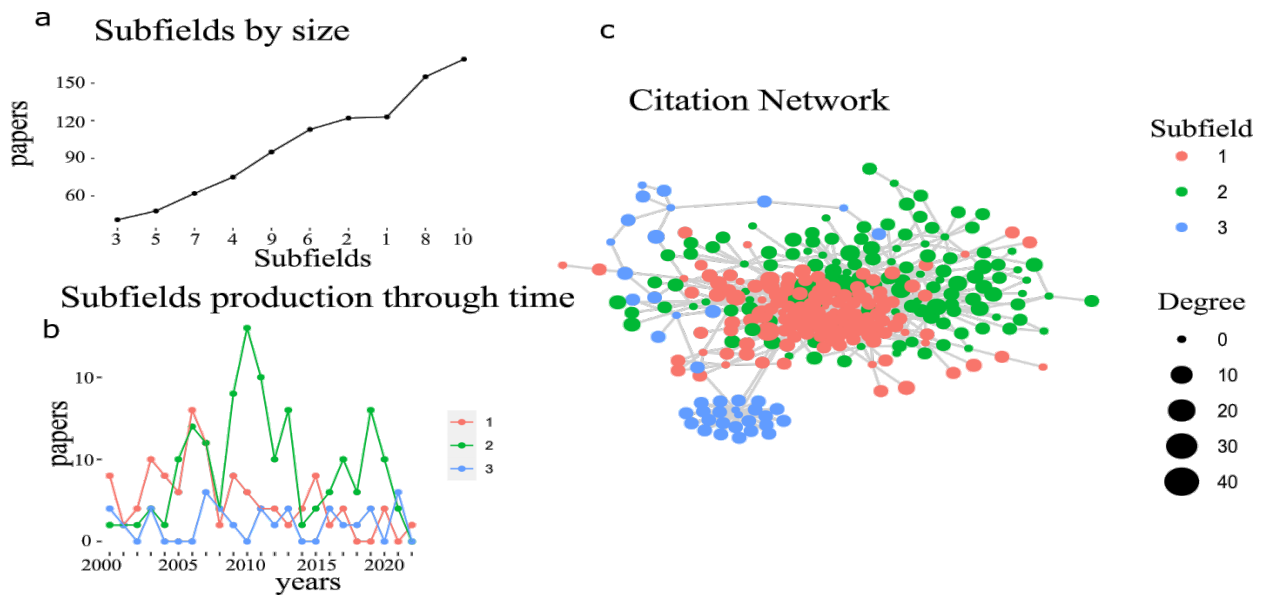 a
Subfields by size
papers
150 -
120 -
90 -
60 -
3 5 7 4 9 6 2 1 8 10
Subfields
Subfields production through time
b
papers
10 -
10 -
0 -
1
2
3
2000 2005 2010 2015 2020
years
c
Citation Network
Subfield
1
2
3
Degree
0
10
20
30
40